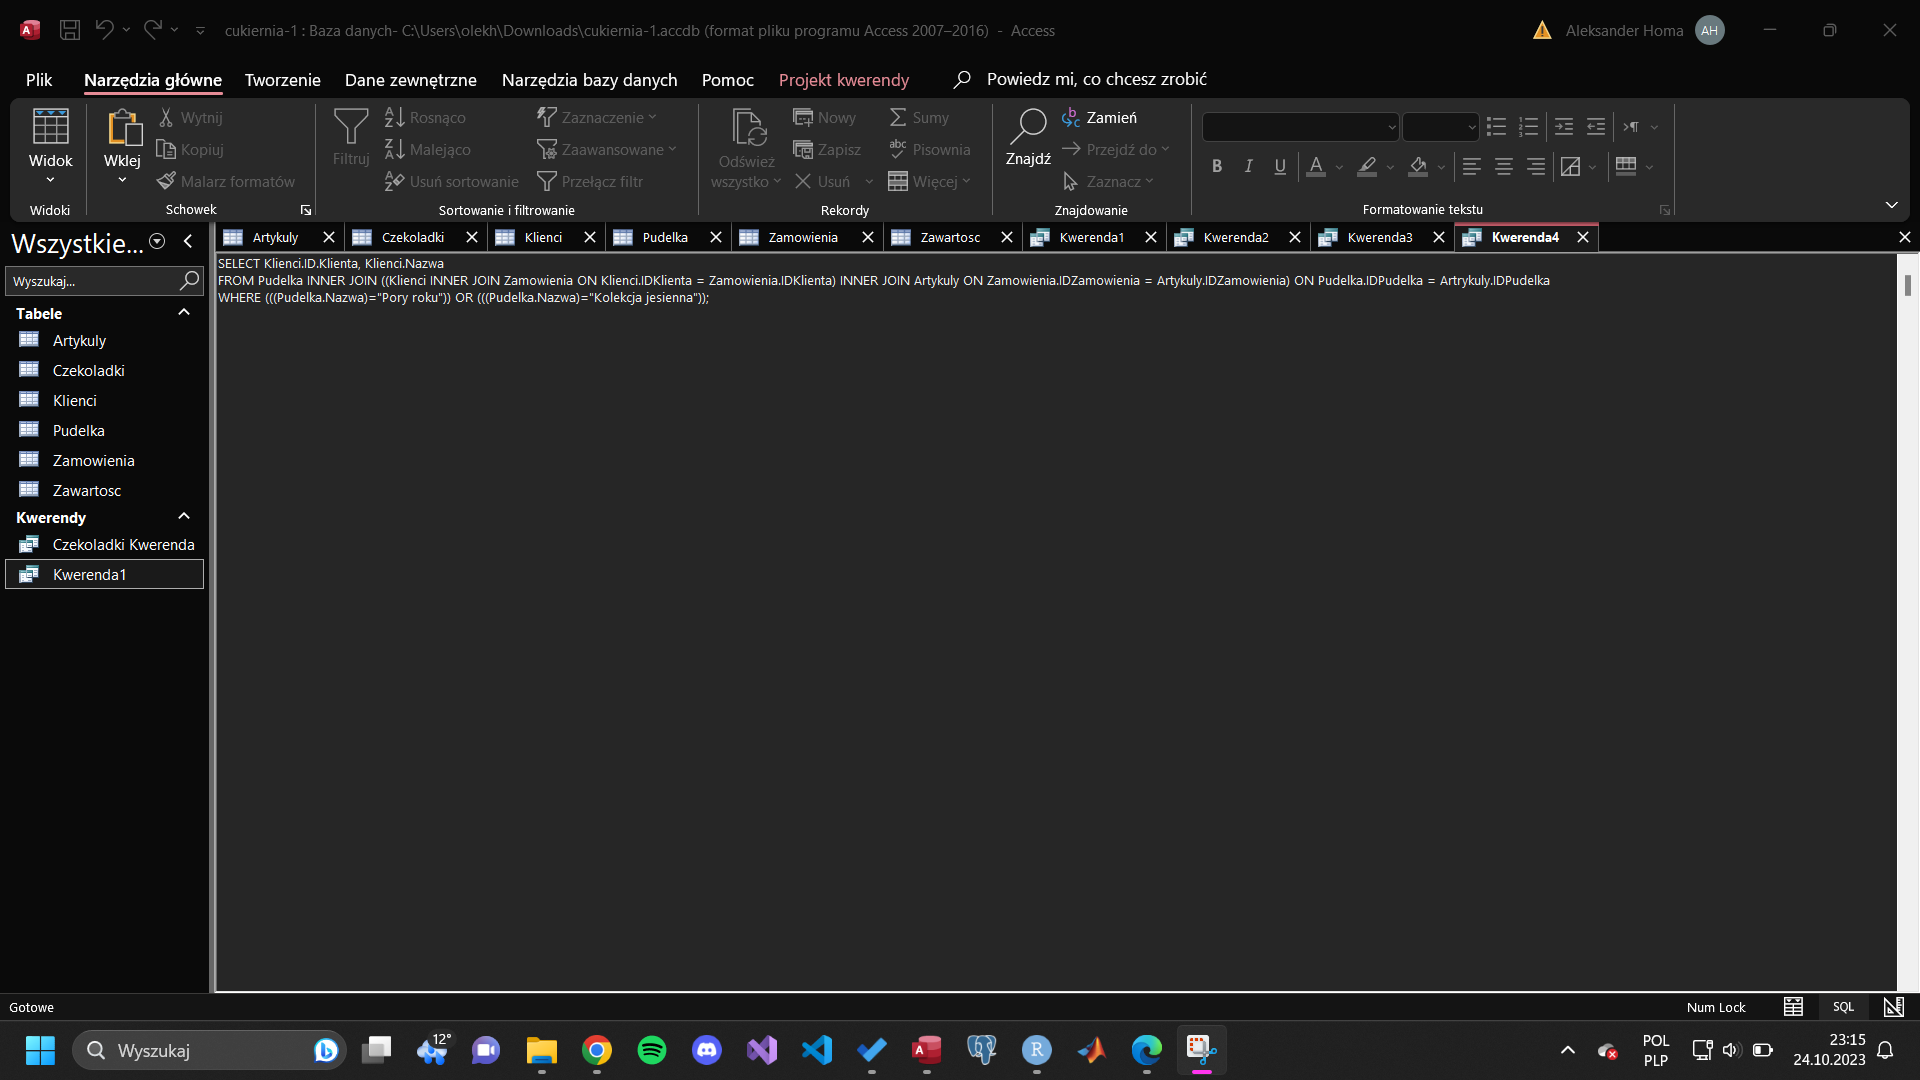 cukiernia-1 : Baza danych- C:\Users\olekh\Downloads\cukiernia-1.accdb (format pliku programu Access 2007–2016) - Access
Aleksander Homa
AH
Plik
Narzędzia główne
Tworzenie
Dane zewnętrzne
Narzędzia bazy danych
Pomoc
Projekt kwerendy
Powiedz mi, co chcesz zrobić
Widok
Widoki
Wklej
Wytnij
Kopiuj
Malarz formatów
Schowek
Filtruj
Rosnąco
Malejąco
Usuń sortowanie
Zaznaczenie
Zaawansowane
Przełącz filtr
Sortowanie i filtrowanie
Odśwież
wszystko
Nowy
Zapisz
Usuń
Sumy
Pisownia
Więcej
Rekordy
Znajdź
Zamień
Przejdź do
Zaznacz
Znajdowanie
B I U A
Formatowanie tekstu
Wszystkie...
Wyszukaj...
Tabele
Artykuly
Czekoladki
Klienci
Pudelka
Zamowienia
Zawartosc
Kwerendy
Czekoladki Kwerenda
Kwerenda1
Artykuly
Czekoladki
Klienci
Pudelka
Zamowienia
Zawartosc
Kwerenda1
Kwerenda2
Kwerenda3
Kwerenda4
SELECT Klienci.ID.Klienta, Klienci.Nazwa
FROM Pudelka INNER JOIN ((Klienci INNER JOIN Zamowienia ON Klienci.IDKlienta = Zamowienia.IDKlienta) INNER JOIN Artykuly ON Zamowienia.IDZamowienia = Artykuly.IDZamowienia) ON Pudelka.IDPudelka = Artrykuly.IDPudelka
WHERE (((Pudelka.Nazwa)="Pory roku")) OR (((Pudelka.Nazwa)="Kolekcja jesienna"));
Gotowe
Num Lock
SQL
Wyszukaj
12°
POL
PLP
23:15
24.10.2023